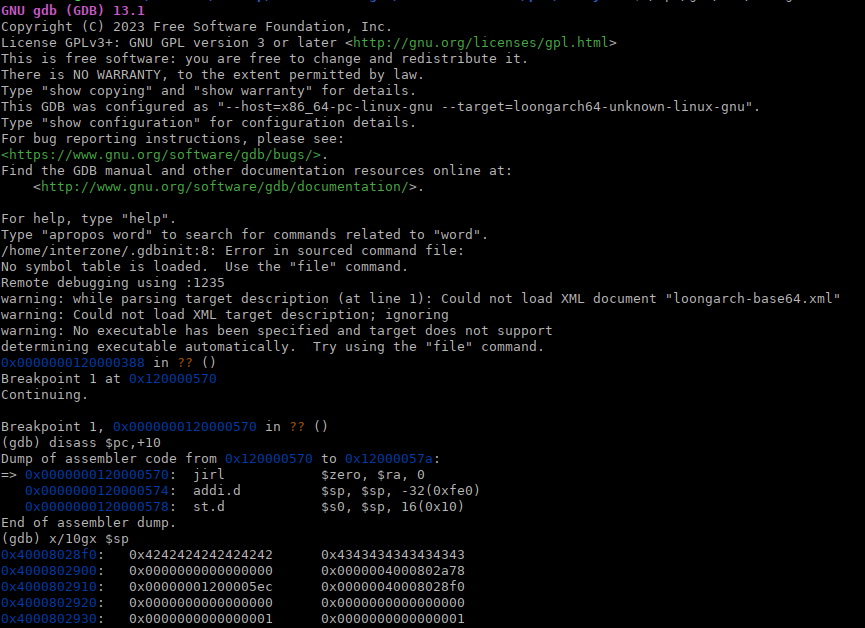 GNU gdb (GDB) 13.1
Copyright (C) 2023 Free Software Foundation, Inc.
License GPLv3+: GNU GPL version 3 or later <http://gnu.org/licenses/gpl.html>
This is free software: you are free to change and redistribute it.
There is NO WARRANTY, to the extent permitted by law.
Type "show copying" and "show warranty" for details.
This GDB was configured as "--host=x86_64-pc-linux-gnu --target=loongarch64-unknown-linux-gnu".
Type "show configuration" for configuration details.
For bug reporting instructions, please see:
<https://www.gnu.org/software/gdb/bugs/>.
Find the GDB manual and other documentation resources online at:
    <http://www.gnu.org/software/gdb/documentation/>.

For help, type "help".
Type "apropos word" to search for commands related to "word".
/home/interzone/.gdbinit:8: Error in sourced command file:
No symbol table is loaded.  Use the "file" command.
Remote debugging using :1235
warning: while parsing target description (at line 1): Could not load XML document "loongarch-base64.xml"
warning: Could not load XML target description; ignoring
warning: No executable has been specified and target does not support
determining executable automatically.  Try using the "file" command.
0x0000000120000388 in ?? ()
Breakpoint 1 at 0x120000570
Continuing.

Breakpoint 1, 0x0000000120000570 in ?? ()
(gdb) disass $pc,+10
Dump of assembler code from 0x120000570 to 0x12000057a:
=> 0x0000000120000570:  jirl            $zero, $ra, 0
   0x0000000120000574:  addi.d          $sp, $sp, -32(0xfe0)
   0x0000000120000578:  st.d            $s0, $sp, 16(0x10)
End of assembler dump.
(gdb) x/10gx $sp
0x40008028f0:   0x4242424242424242      0x4343434343434343
0x4000802900:   0x0000000000000000      0x0000004000802a78
0x4000802910:   0x00000001200005ec      0x00000040008028f0
0x4000802920:   0x0000000000000000      0x0000000000000000
0x4000802930:   0x0000000000000001      0x0000000000000001